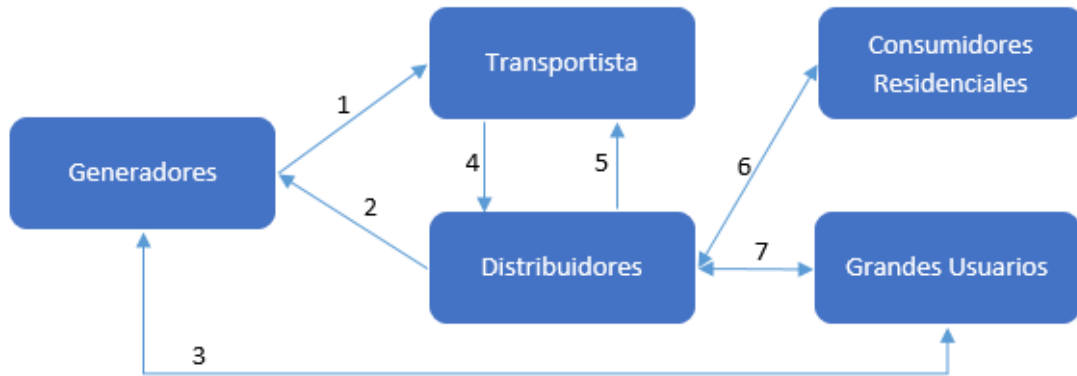 Transportista
Consumidores
Residenciales
1
Generadores
4
5
6
2
Distribuidores
7
Grandes Usuarios
3